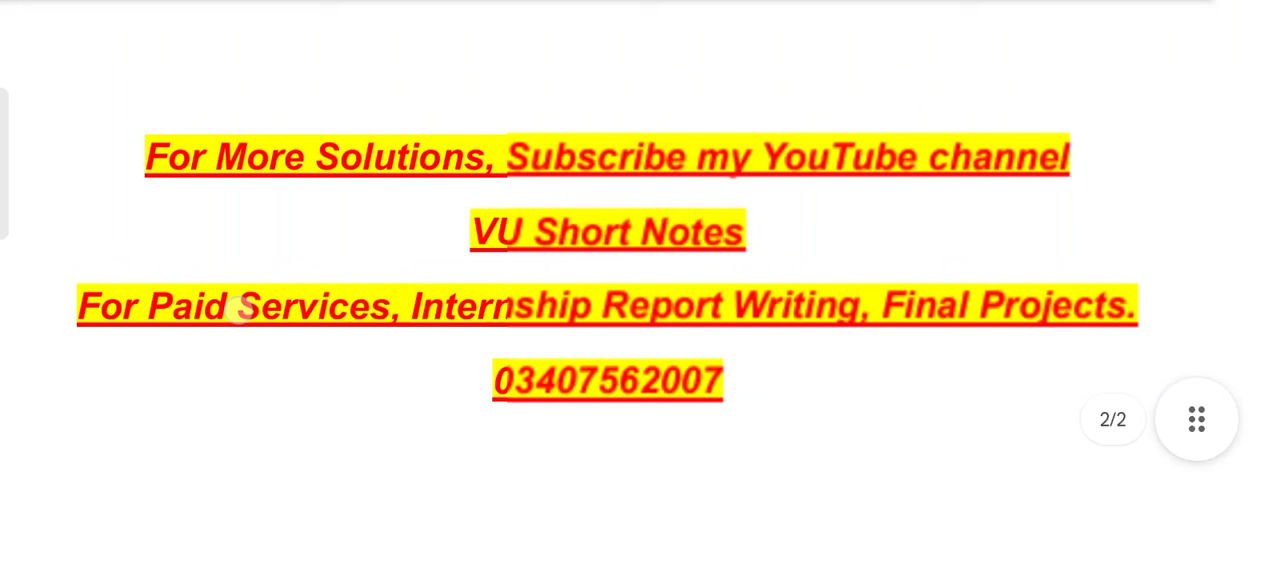 For More Solutions, Subscribe my YouTube channel
VU Short Notes
For Paid Services, Internship Report Writing, Final Projects.
03407562007
2/2